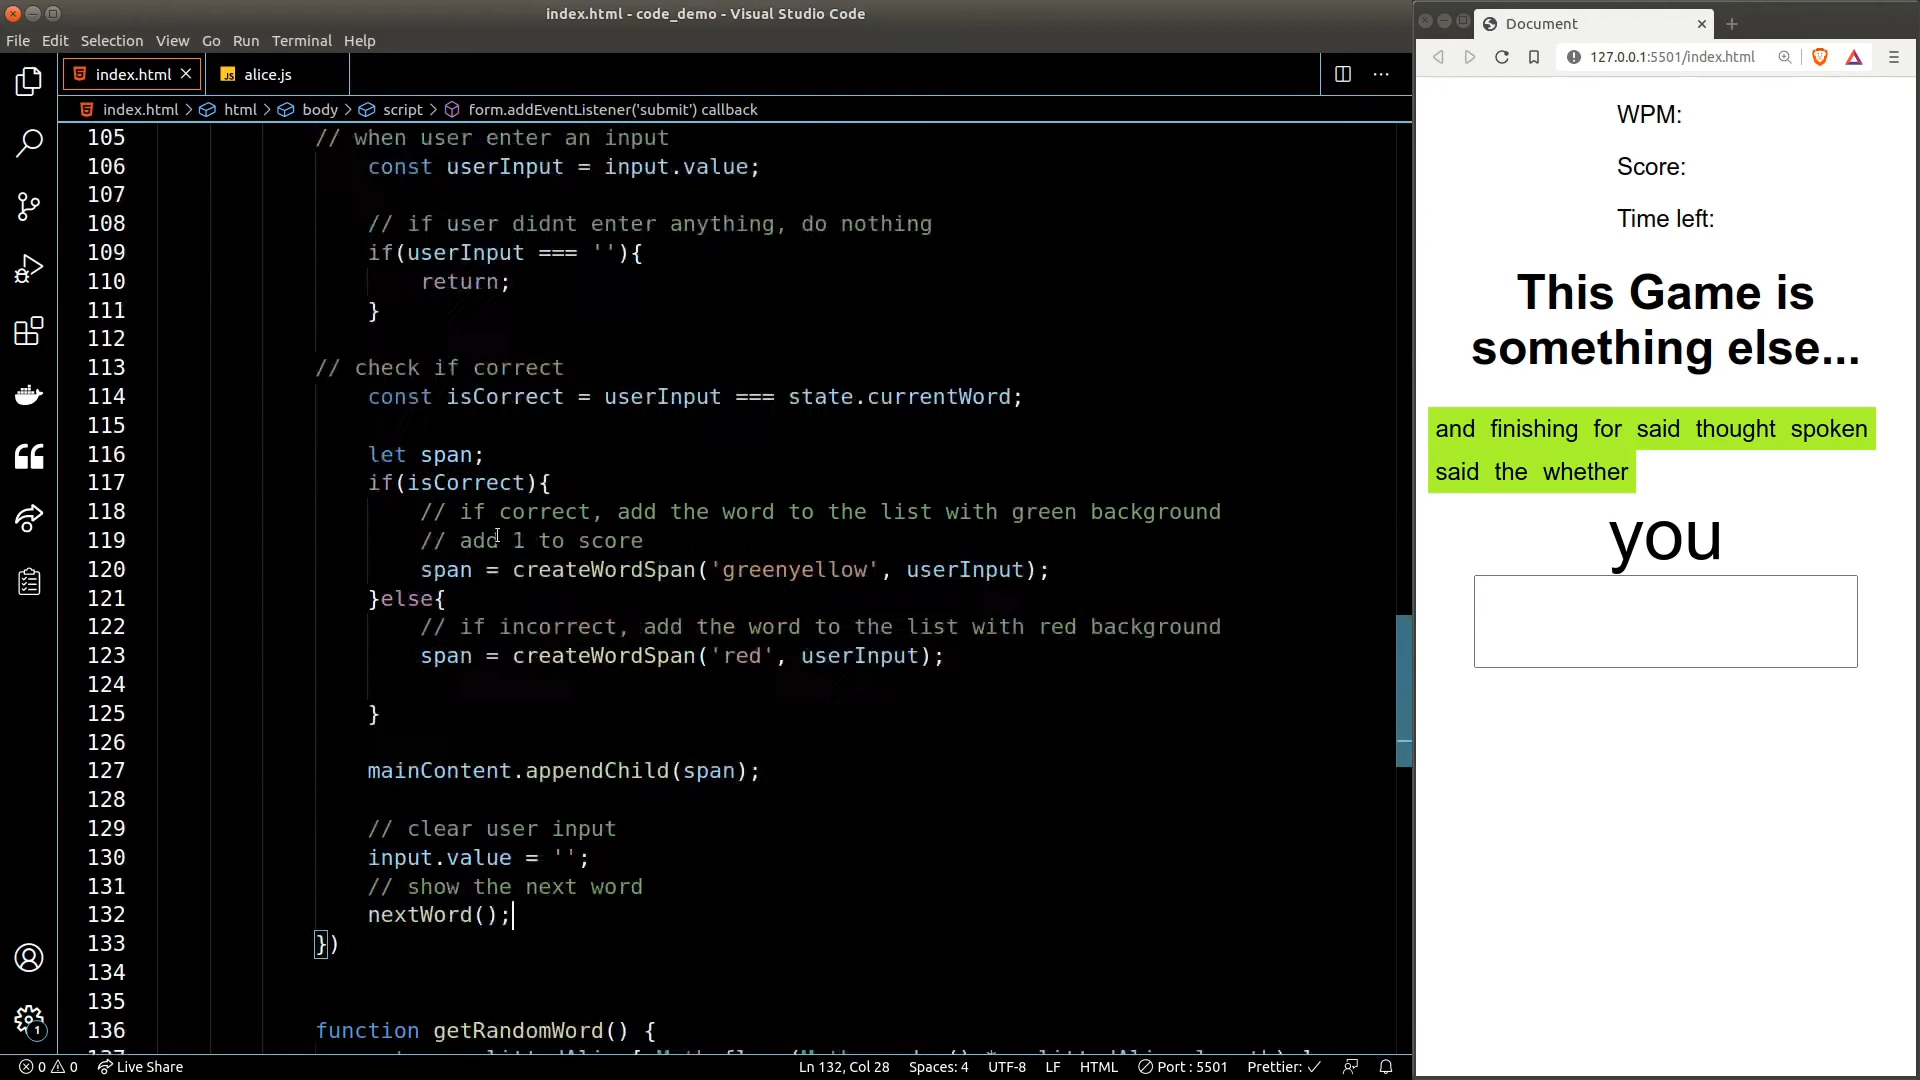 index.html - code_demo - Visual Studio Code
File Edit Selection View Go Run Terminal Help
index.html alice.js
index.html > html > body > script > form.addEventListener('submit') callback
105 // when user enter an input
106 const userInput = input.value;
107
108 // if user didnt enter anything, do nothing
109 if(userInput === ''){
110 return;
111 }
112
113 // check if correct
114 const isCorrect = userInput === state.currentWord;
115
116 let span;
117 if(isCorrect){
118 // if correct, add the word to the list with green background
119 // add 1 to score
120 span = createWordSpan('greenyellow', userInput);
121 }else{
122 // if incorrect, add the word to the list with red background
123 span = createWordSpan('red', userInput);
124
125 }
126
127 mainContent.appendChild(span);
128
129 // clear user input
130 input.value = '';
131 // show the next word
132 nextWord();
133 })
134
135
136 function getRandomWord() {
1
0 0 Live Share Ln 132, Col 28 Spaces: 4 UTF-8 LF HTML Port : 5501 Prettier: ✓
Document
127.0.0.1:5501/index.html
WPM:
Score:
Time left:
This Game is
something else...
and finishing for said thought spoken
said the whether
you